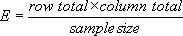 E = row total×column total / sample size